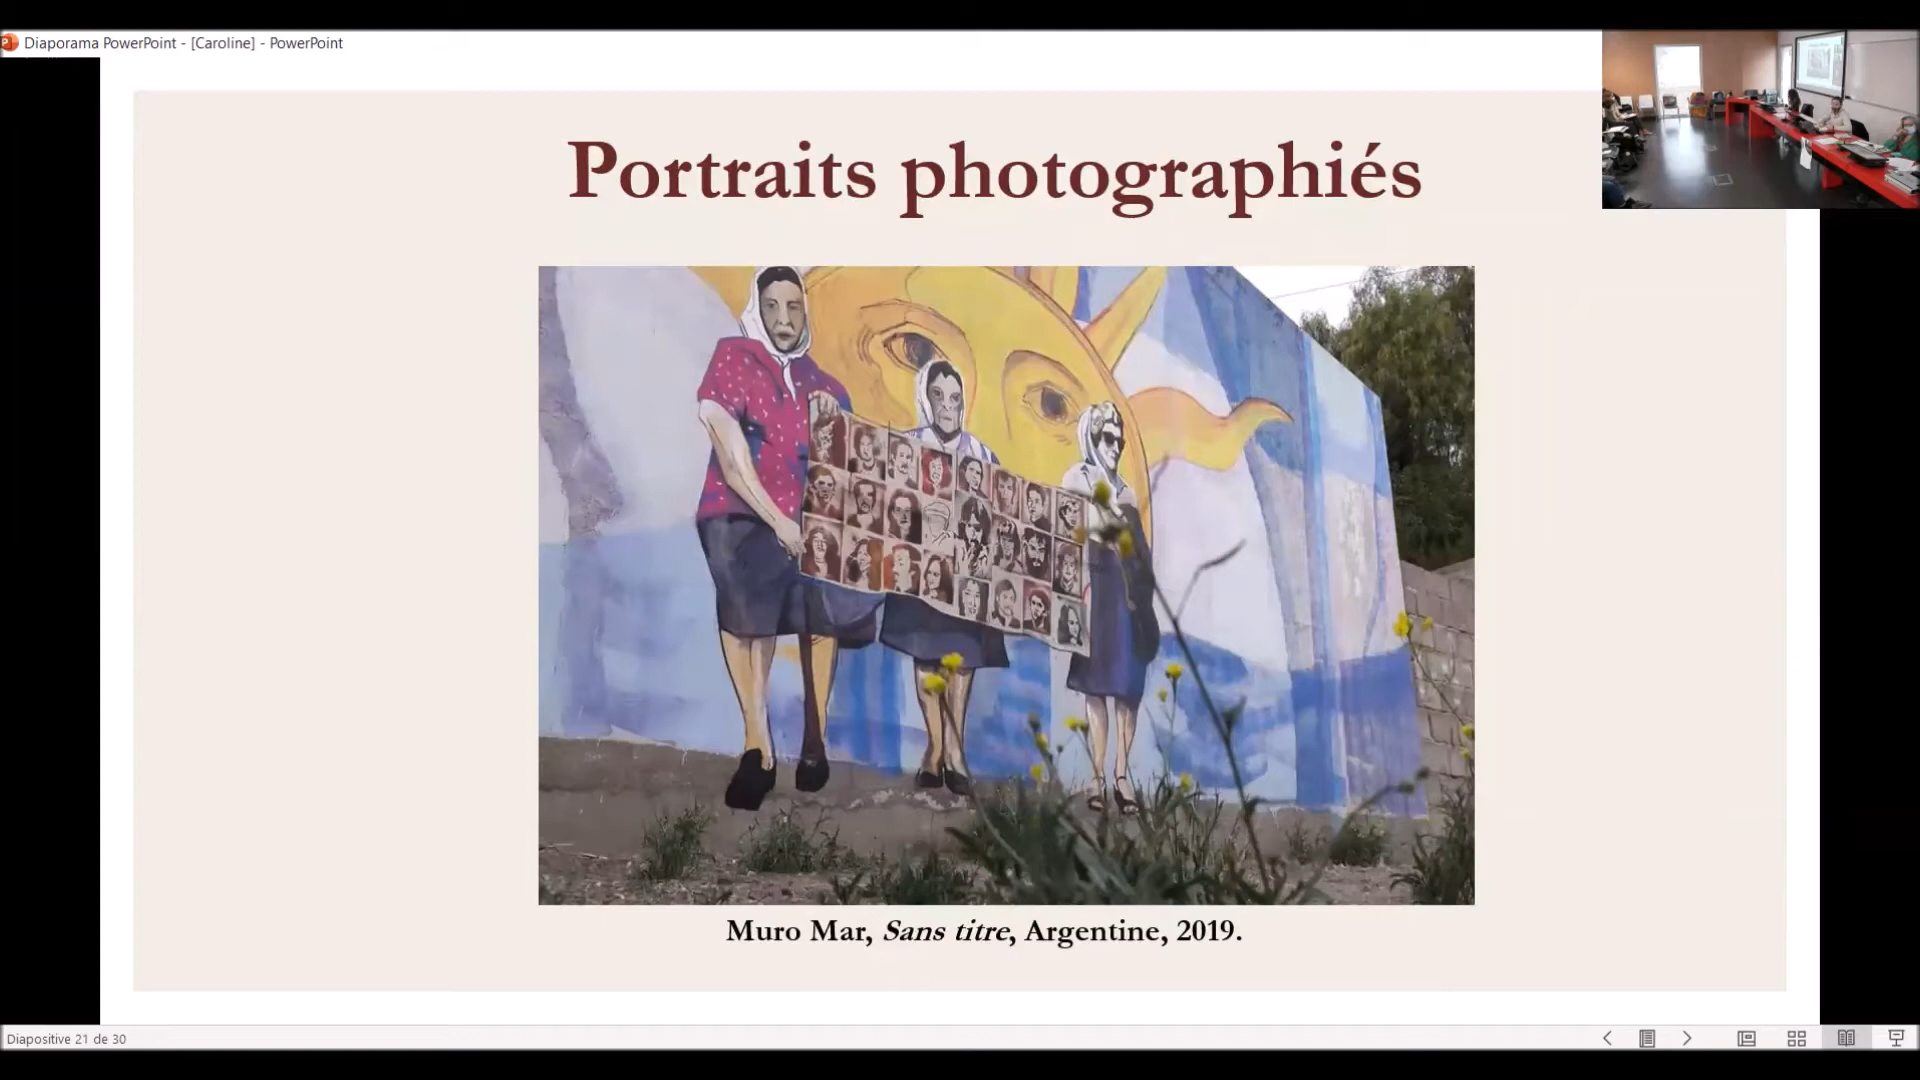 Diaporama PowerPoint - [Caroline] - PowerPoint
Portraits photographiés
Muro Mar, Sans titre, Argentine, 2019.
Diapositive 21 de 30